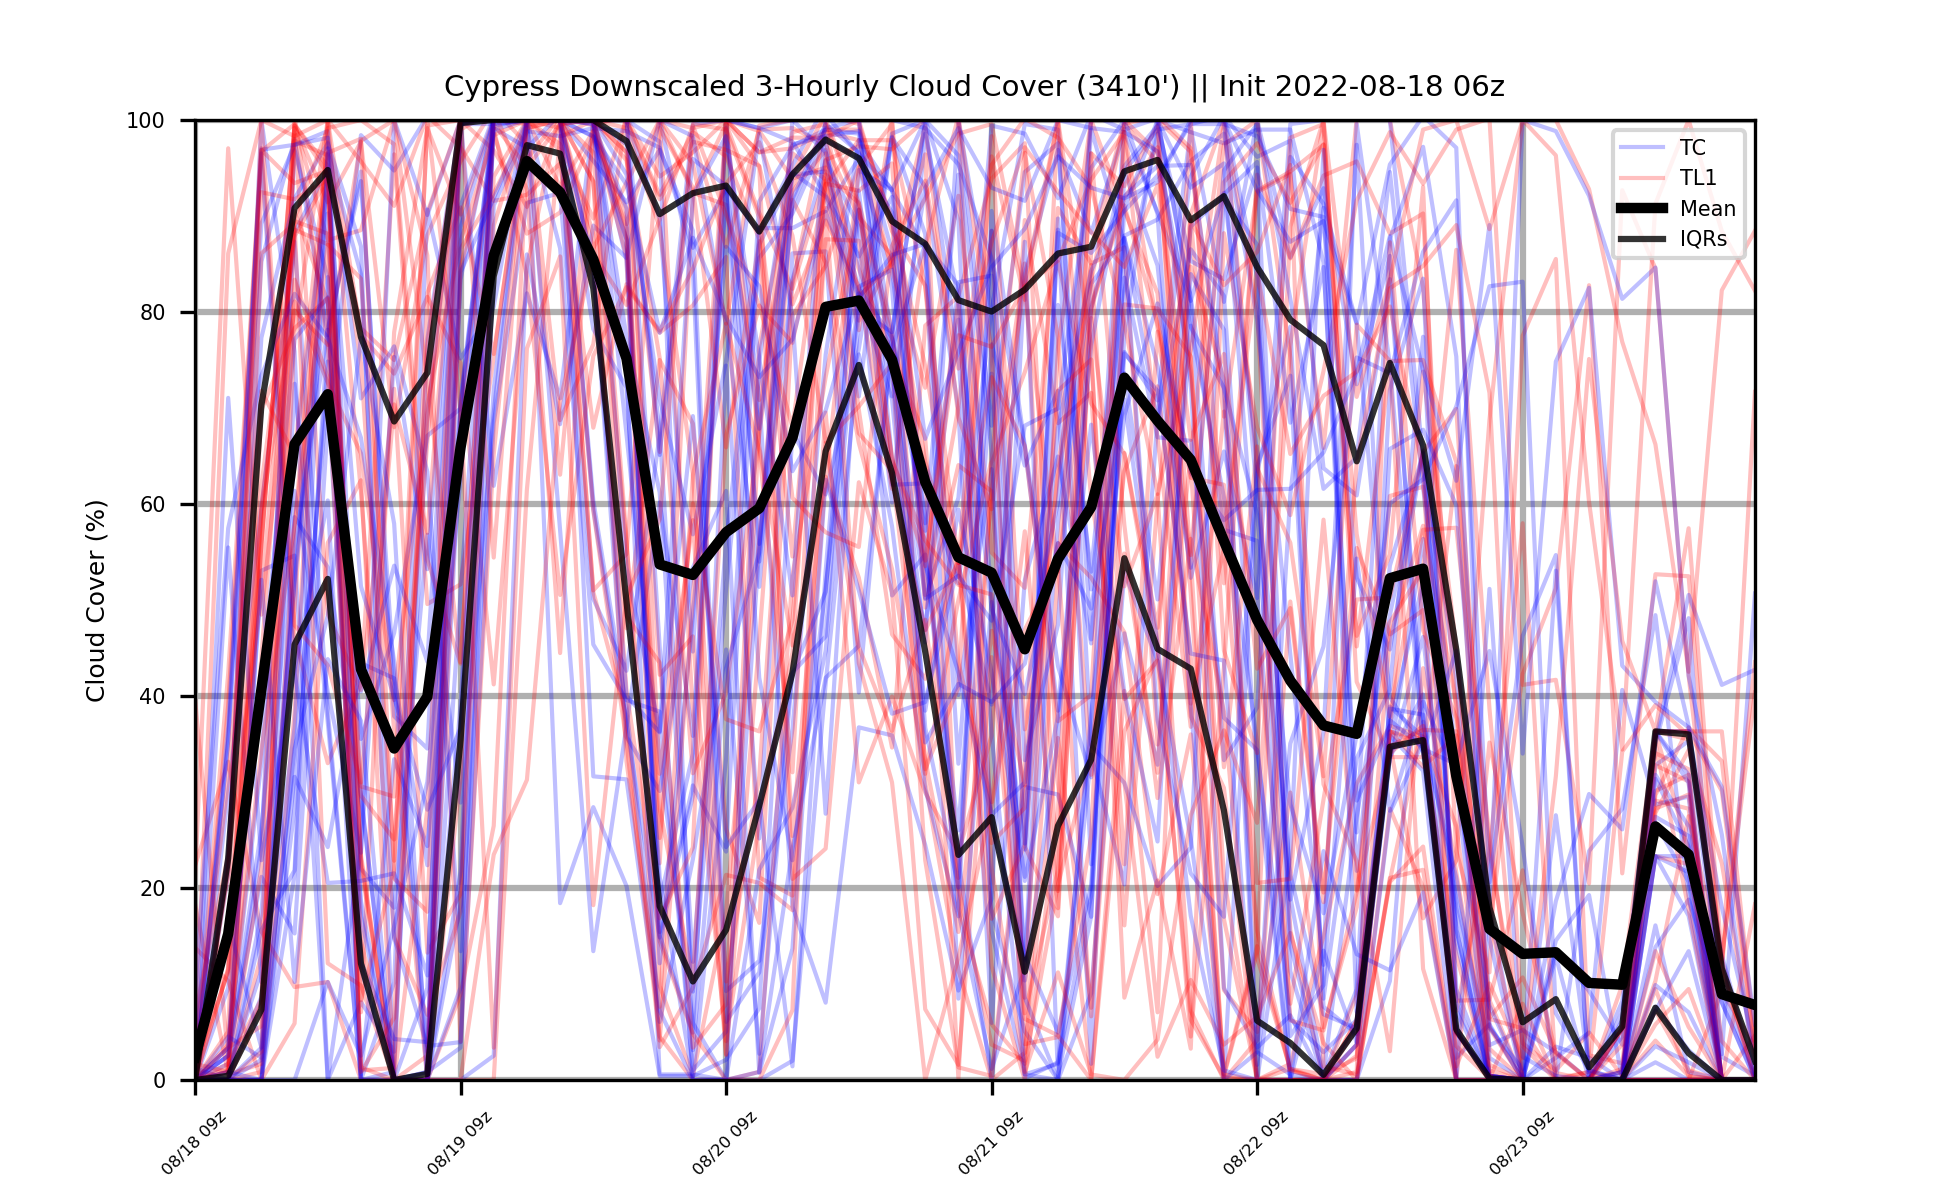 Cypress Downscaled 3-Hourly Cloud Cover (3410') || Init 2022-08-18 06z
TC
TL1
Mean
IQRs
Cloud Cover (%)
100
80
60
40
20
0
08/18 09z
08/19 09z
08/20 09z
08/21 09z
08/22 09z
08/23 09z